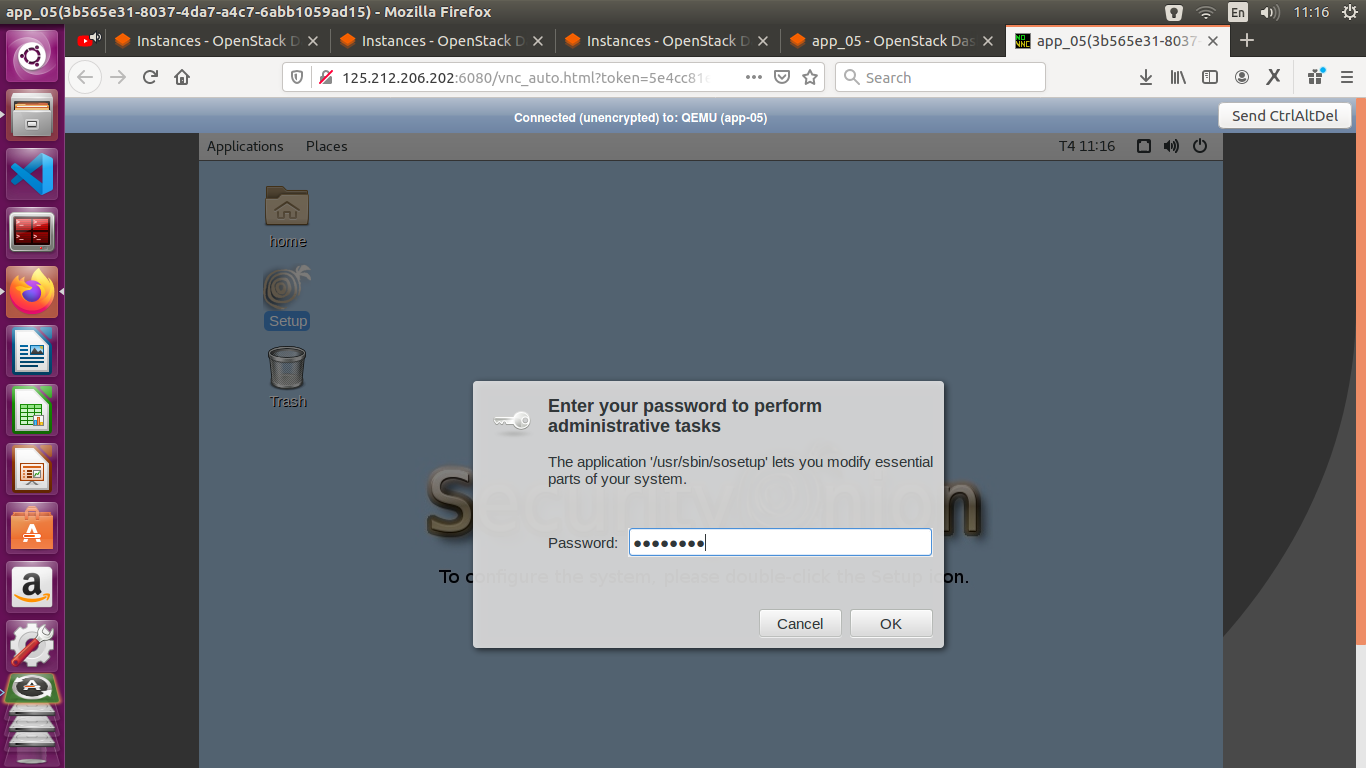 app_05(3b565e31-8037-4da7-a4c7-6abb1059ad15) - Mozilla Firefox
En
11:16
Instances - OpenStack D
Instances - OpenStack D
Instances - OpenStack D
app_05 - OpenStack Das
app_05(3b565e31-8037-
125.212.206.202:6080/vnc_auto.html?token=5e4cc81
Search
Connected (unencrypted) to: QEMU (app-05)
Send CtrlAltDel
Applications
Places
T4 11:16
home
Setup
Trash
Enter your password to perform
administrative tasks
The application '/usr/sbin/sosetup' lets you modify essential
parts of your system.
Security Onion
Password: ●●●●●●●●
To configure the system, please double-click the Setup icon.
Cancel
OK